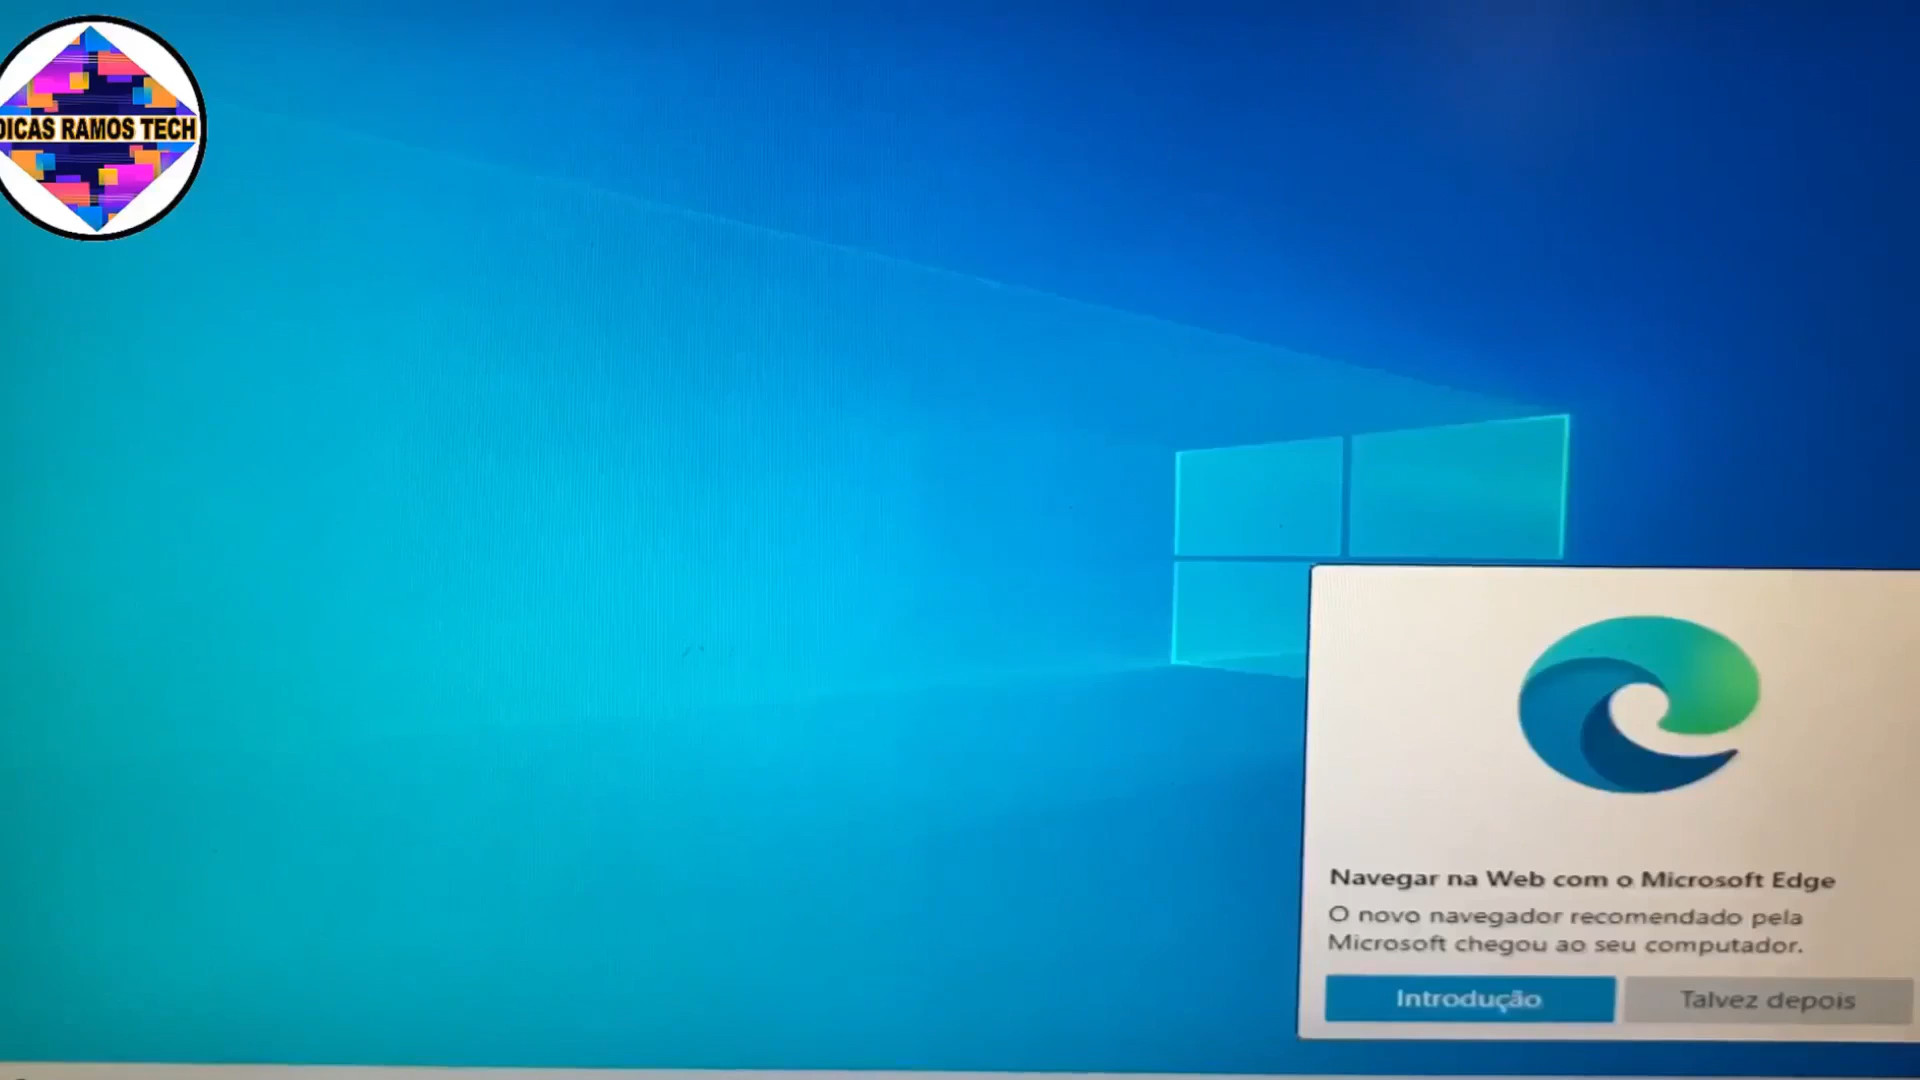 DICAS RAMOS TECH
Navegar na Web com o Microsoft Edge
O novo navegador recomendado pela
Microsoft chegou ao seu computador.
Introdução
Talvez depois